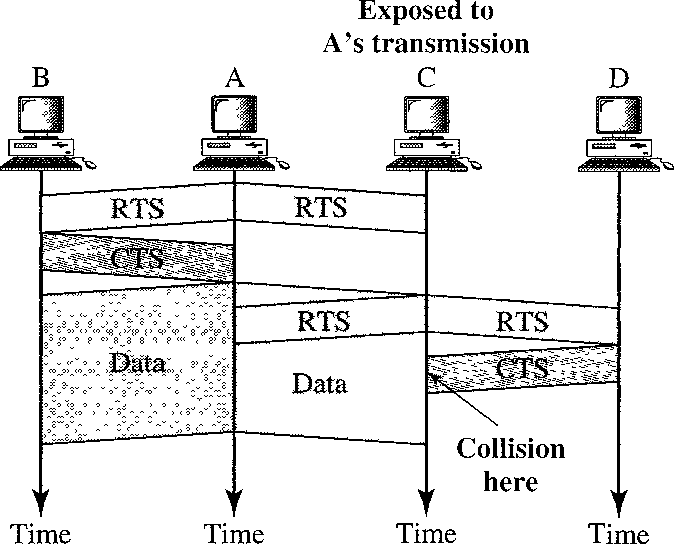 Exposed to
A's transmission
B A C D
RTS RTS
CTS
RTS RTS
Data
CTS
Data
Collision
here
Time Time Time Time